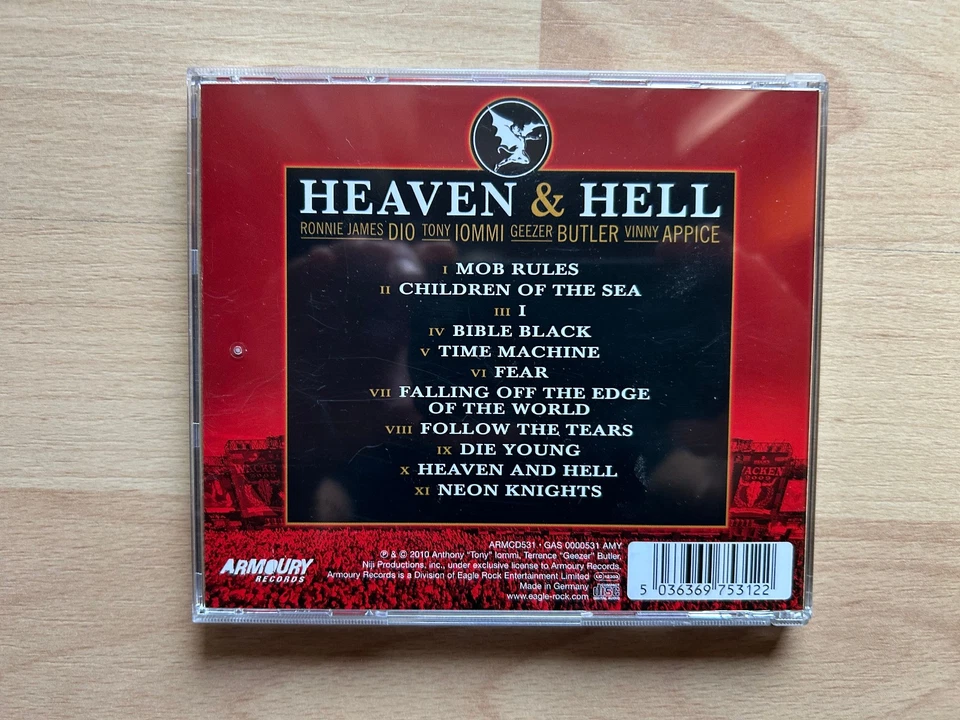 HEAVEN & HELL
RONNIE JAMES DIO TONY IOMMI GEEZER BUTLER VINNY APPICE
I MOB RULES
II CHILDREN OF THE SEA
III I
IV BIBLE BLACK
V TIME MACHINE
VI FEAR
VII FALLING OFF THE EDGE
OF THE WORLD
VIII FOLLOW THE TEARS
IX DIE YOUNG
X HEAVEN AND HELL
XI NEON KNIGHTS
WACKEN
WACKEN
ARMOURY
RECORDS
ARMCD531 · GAS 0000531 AMY
℗ & © 2010 Anthony "Tony" Iommi, Terrence "Geezer" Butler,
Niji Productions, inc., under exclusive license to Armoury Records.
Armoury Records is a Division of Eagle Rock Entertainment Limited
Made in Germany
www.eagle-rock.com
5 036369 753122